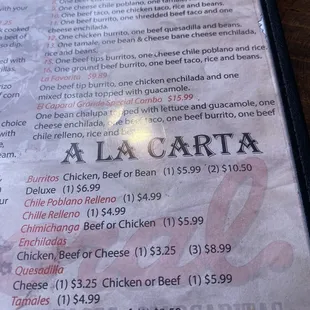 with your
cheese chile poblano, one taco
8. One taco, one chicken taco, rice and beans.
One beef burrito, one shredded beef taco and one
cheese enchilada.
One chicken enchilada, one beef quesadilla and beans.
One tamale, one bean & cheese bane cheese enchilada,
rice and beans.
One beef tips burritos, one cheese chile poblano and rice.
One ground beef burrito, one beef taco, rice and beans.
La Favorita $9.89
One beef tip burrito, one chicken enchilada and one
mixed tostada topped with guacamole.
El Caporal Grande Special Combo $15.99
One bean chalupa topped with lettuce and guacamole, one
cheese enchilada, one beef taco, one beef burrito, one beef
chile relleno, rice and
A LA CARTA
Burritos Chicken, Beef or Bean (1) $5.99 (2) $10.50
Deluxe (1) $6.99
Chile Poblano Relleno (1) $4.99
Chille Relleno (1) $4.99
Chimichanga Beef or Chicken (1) $5.99
Enchiladas
Chicken, Beef or Cheese (1) $3.25 (3) $8.99
Quesadilla
Cheese (1) $3.25 Chicken or Beef (1) $5.99
Tamales (1) $4.99